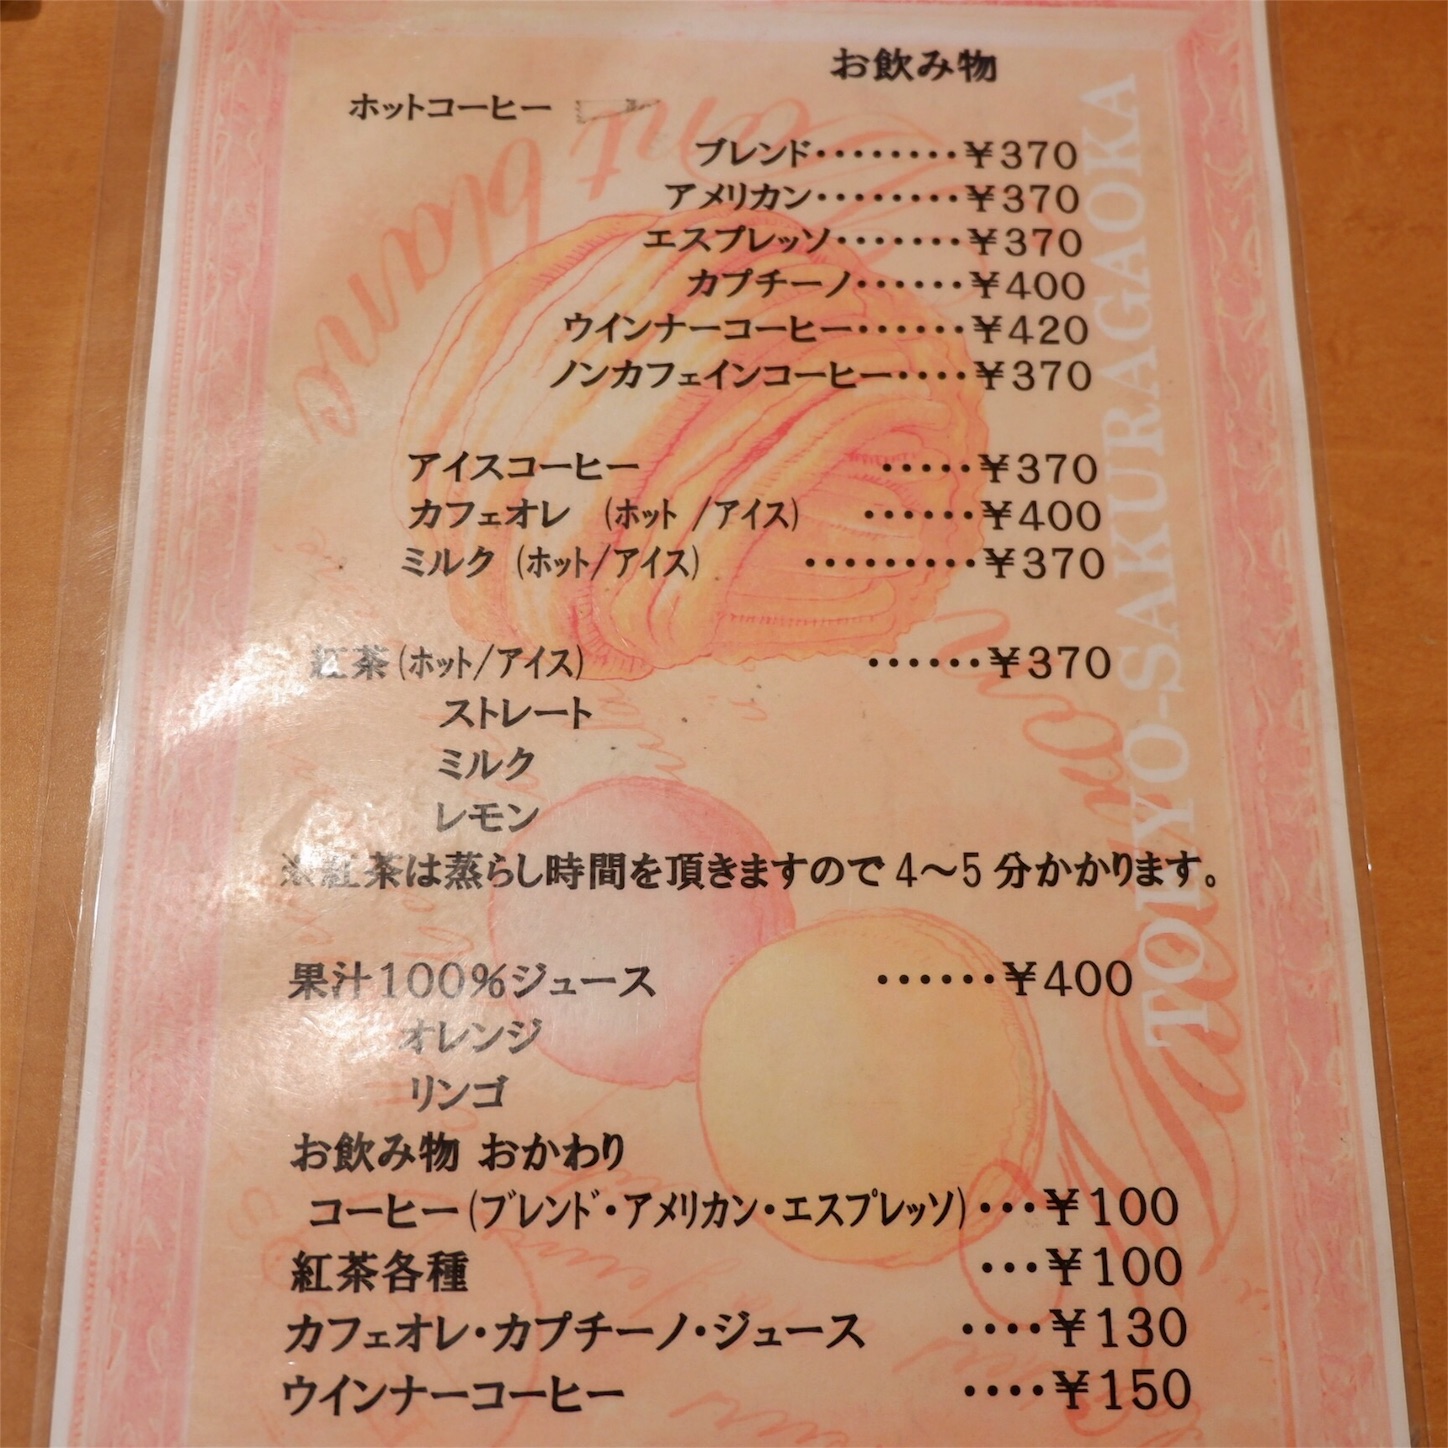 お飲み物
ホットコーヒー
ブレンド････････￥370
アメリカン････････￥370
エスプレッソ･･･････￥370
カプチーノ･･････￥400
ウインナーコーヒー･･････￥420
ノンカフェインコーヒー････￥370
アイスコーヒー ･････￥370
カフェオレ (ホット /アイス) ･･････￥400
ミルク (ホット/アイス) ･････････￥370
紅茶(ホット/アイス) ･･････￥370
ストレート
ミルク
レモン
※紅茶は蒸らし時間を頂きますので4～5分かかります。
果汁100%ジュース ･･････￥400
オレンジ
リンゴ
お飲み物 おかわり
コーヒー(ブレンド・アメリカン・エスプレッソ)･･･￥100
紅茶各種 ･･･￥100
カフェオレ・カプチーノ・ジュース ････￥130
ウインナーコーヒー ････￥150
TOKYO-SAKURAGAOKA